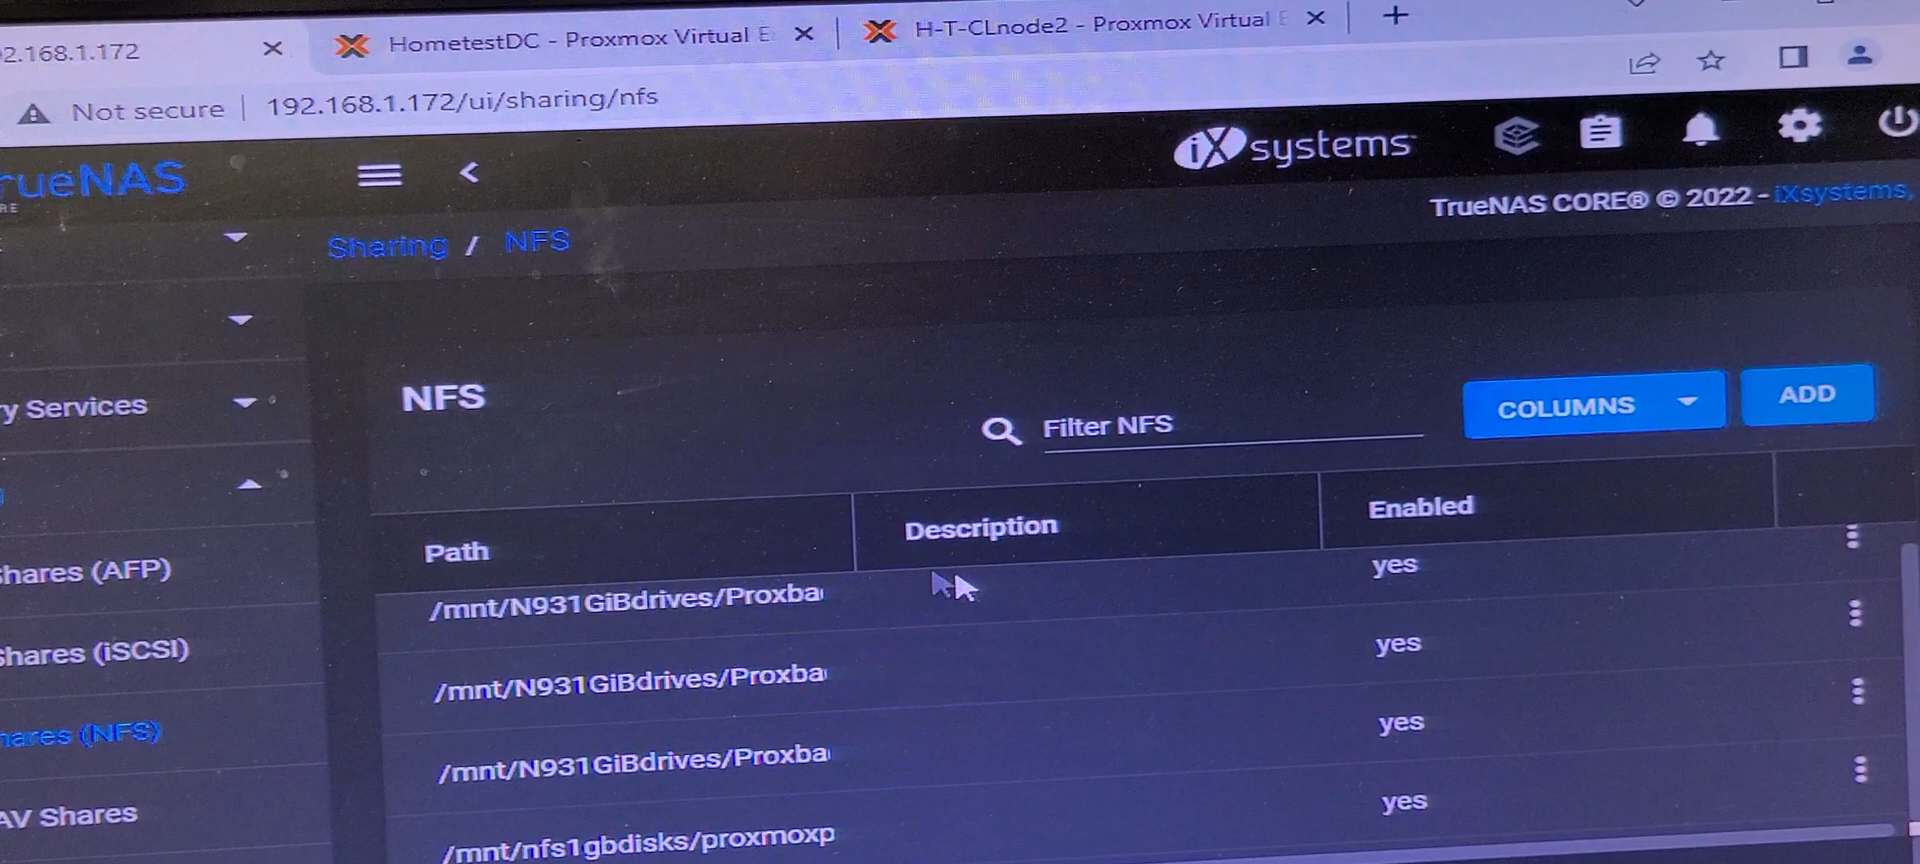 2.168.1.172
HometestDC - Proxmox Virtual E
H-T-CLnode2 - Proxmox Virtual E
Not secure
192.168.1.172/ui/sharing/nfs
rueNAS
RE
iXsystems
TrueNAS CORE® © 2022 - iXsystems,
Sharing / NFS
y Services
NFS
Filter NFS
COLUMNS
ADD
Path
Description
Enabled
hares (AFP)
/mnt/N931GiBdrives/Proxba
yes
hares (iSCSI)
/mnt/N931GiBdrives/Proxba
yes
hares (NFS)
/mnt/N931GiBdrives/Proxba
yes
AV Shares
/mnt/nfs1gbdisks/proxmoxp
yes